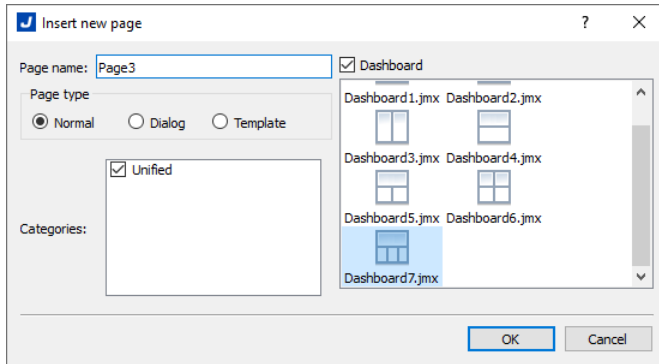 Insert new page
?
Page name: Page3
Dashboard
Page type
Normal Dialog Template
Dashboard1.jmx Dashboard2.jmx
Dashboard3.jmx Dashboard4.jmx
Dashboard5.jmx Dashboard6.jmx
Dashboard7.jmx
Categories:
Unified
OK Cancel